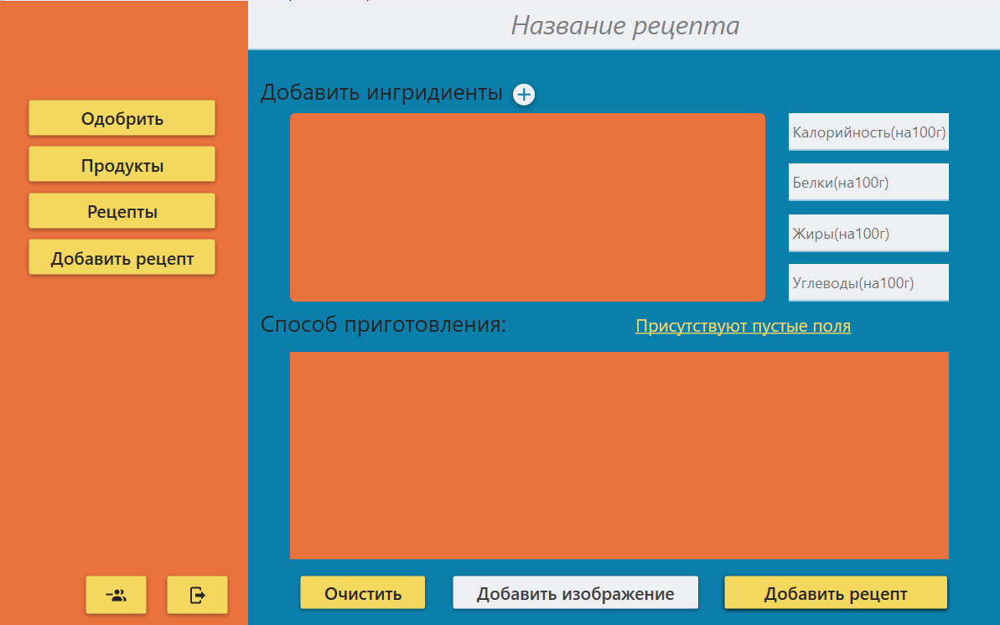 Название рецепта
Одобрить
Продукты
Рецепты
Добавить рецепт
Добавить ингридиенты
Калорийность(на100г)
Белки(на100г)
Жиры(на100г)
Углеводы(на100г)
Способ приготовления:
Присутствуют пустые поля
Очистить
Добавить изображение
Добавить рецепт